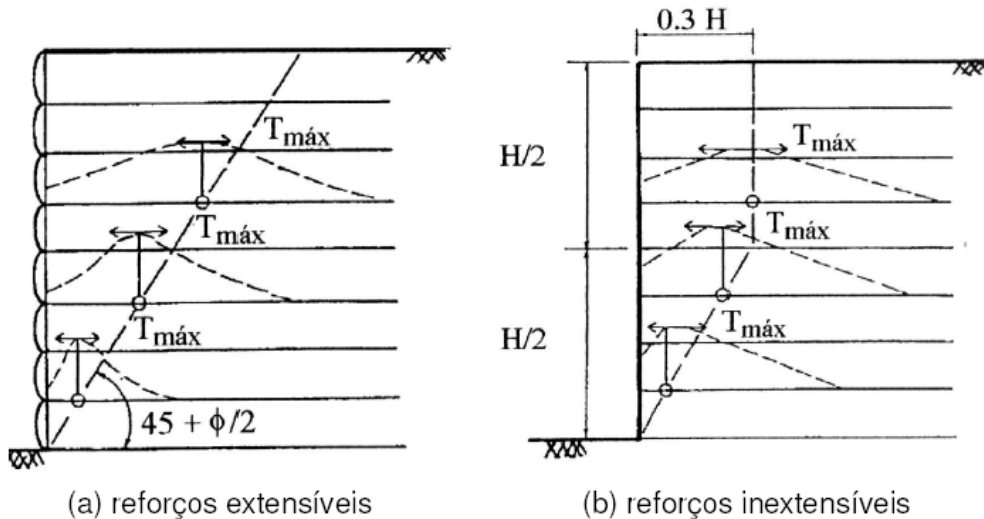 0.3 H
T máx
T máx
T máx
45 + ϕ/2
H/2
H/2
T máx
T máx
T máx
(a) reforços extensíveis
(b) reforços inextensíveis